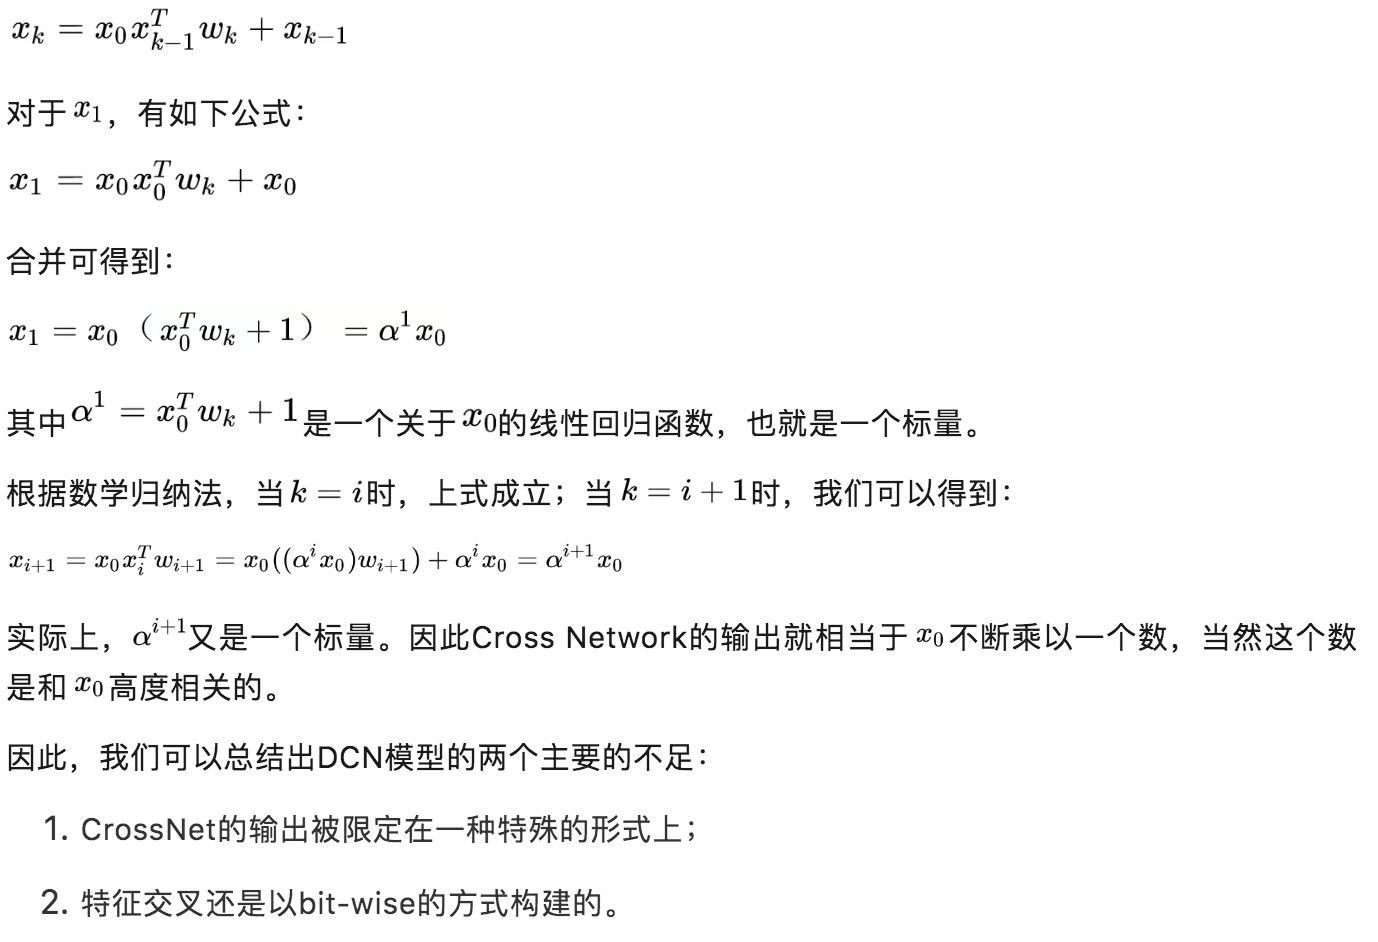 x_k = x_0 x_{k-1}^T w_k + x_{k-1}
对于 x_1，有如下公式：
x_1 = x_0 x_0^T w_k + x_0
合并可得到：
x_1 = x_0（x_0^T w_k + 1） = α^1 x_0
其中 α^1 = x_0^T w_k + 1 是一个关于 x_0 的线性回归函数，也就是一个标量。
根据数学归纳法，当 k = i 时，上式成立；当 k = i + 1 时，我们可以得到：
x_{i+1} = x_0 x_i^T w_{i+1} = x_0((α^i x_0)w_{i+1}) + α^i x_0 = α^{i+1} x_0
实际上，α^{i+1} 又是一个标量。因此Cross Network的输出就相当于 x_0 不断乘以一个数，当然这个数
是和 x_0 高度相关的。
因此，我们可以总结出DCN模型的两个主要的不足：
1. CrossNet的输出被限定在一种特殊的形式上；
2. 特征交叉还是以bit-wise的方式构建的。